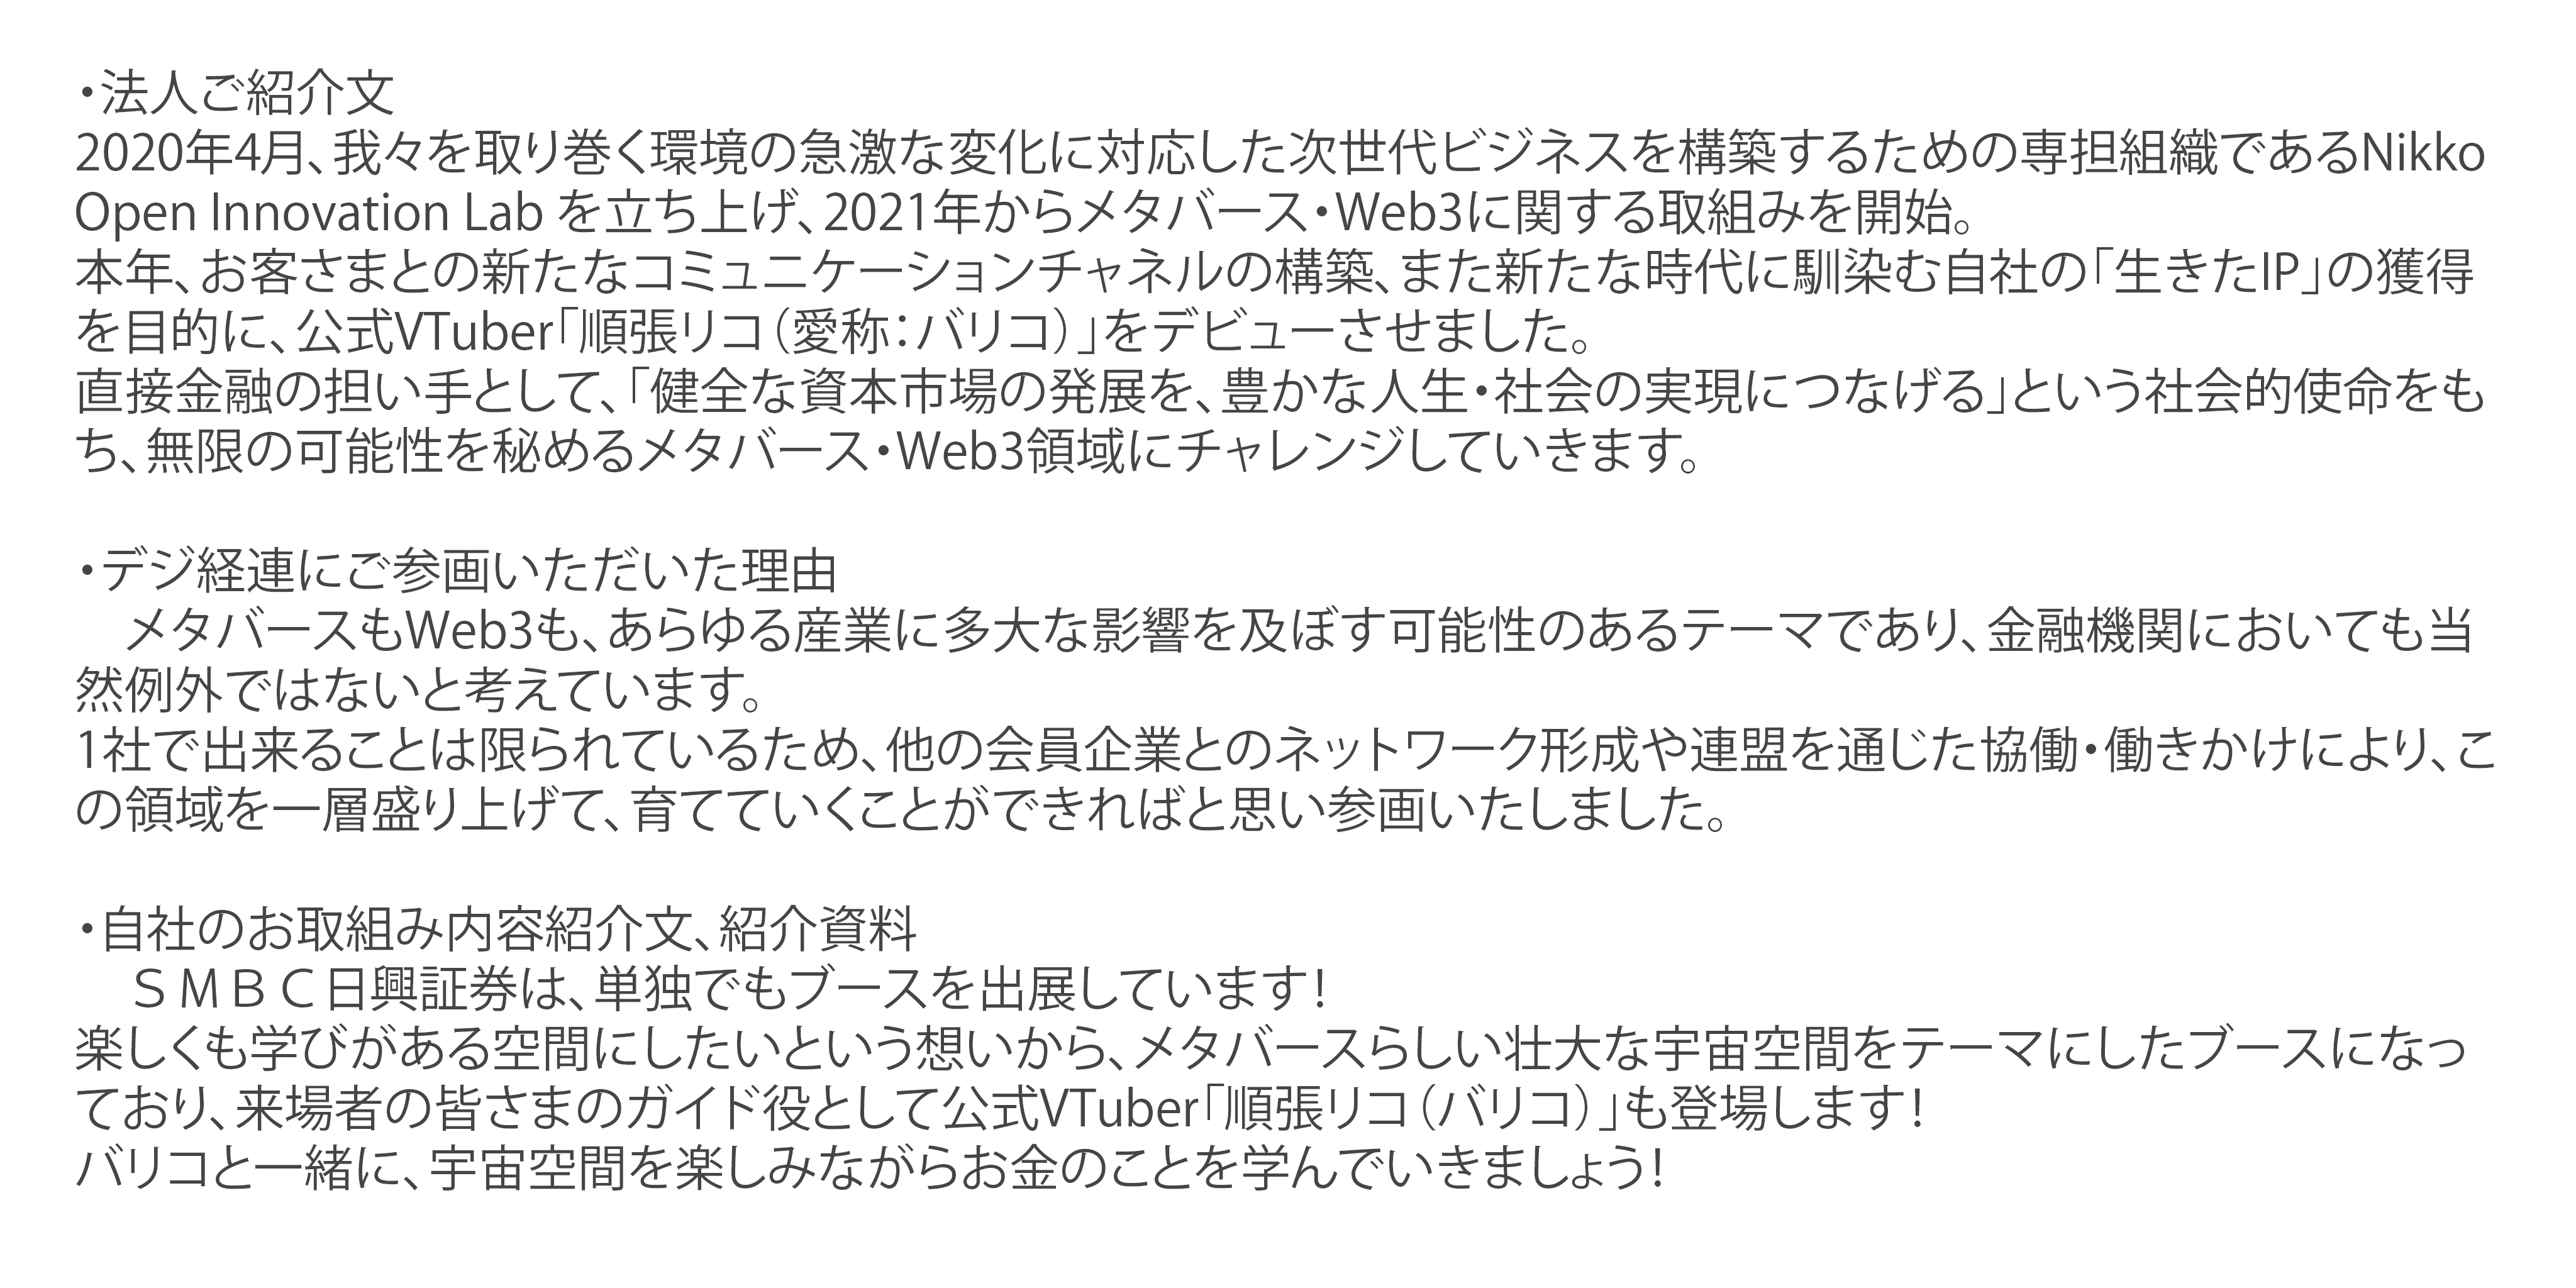 ・法人ご紹介文
2020年4月、我々を取り巻く環境の急激な変化に対応した次世代ビジネスを構築するための専担組織であるNikko
Open Innovation Lab を立ち上げ、2021年からメタバース・Web3に関する取組みを開始。
本年、お客さまとの新たなコミュニケーションチャネルの構築、また新たな時代に馴染む自社の「生きたIP」の獲得
を目的に、公式VTuber「順張リコ（愛称：バリコ）」をデビューさせました。
直接金融の担い手として、「健全な資本市場の発展を、豊かな人生・社会の実現につなげる」という社会的使命をも
ち、無限の可能性を秘めるメタバース・Web3領域にチャレンジしていきます。
・デジ経連にご参画いただいた理由
　メタバースもWeb3も、あらゆる産業に多大な影響を及ぼす可能性のあるテーマであり、金融機関においても当
然例外ではないと考えています。
1社で出来ることは限られているため、他の会員企業とのネットワーク形成や連盟を通じた協働・働きかけにより、こ
の領域を一層盛り上げて、育てていくことができればと思い参画いたしました。
・自社のお取組み内容紹介文、紹介資料
　ＳＭＢＣ日興証券は、単独でもブースを出展しています！
楽しくも学びがある空間にしたいという想いから、メタバースらしい壮大な宇宙空間をテーマにしたブースになっ
ており、来場者の皆さまのガイド役として公式VTuber「順張リコ（バリコ）」も登場します！
バリコと一緒に、宇宙空間を楽しみながらお金のことを学んでいきましょう！